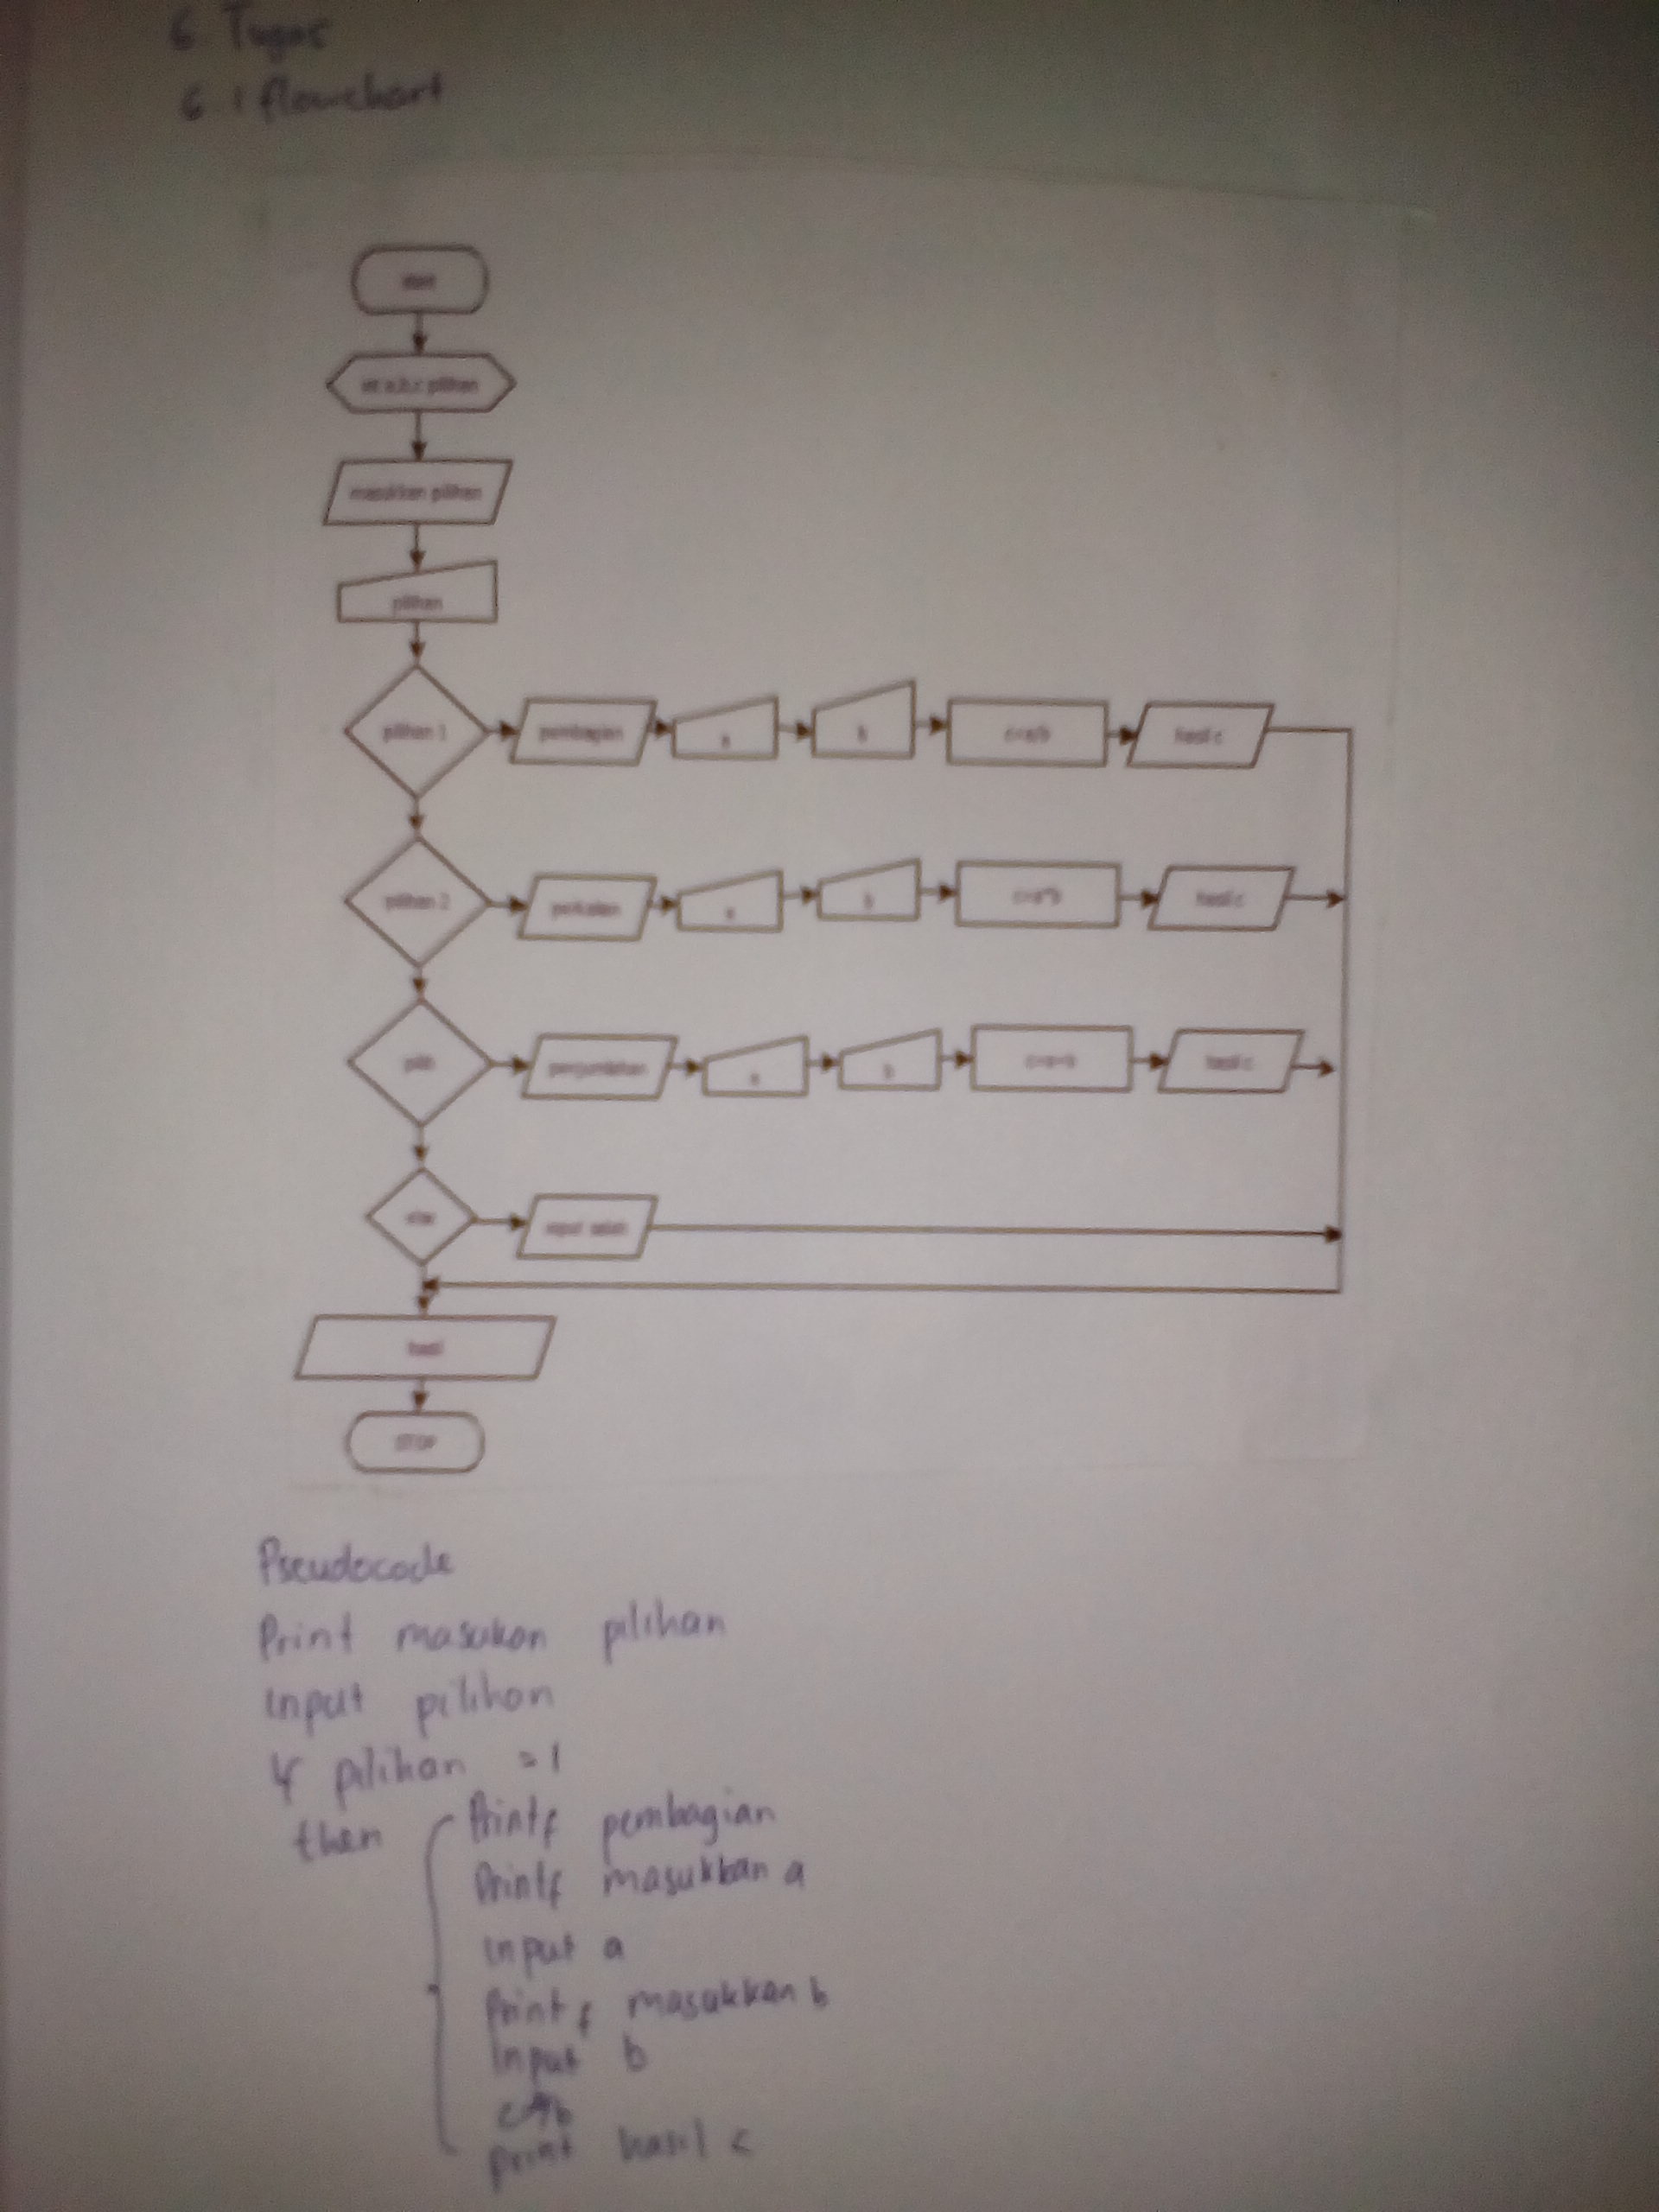 6. Tugas
6.1 flowchart
start
int a,b,c pilihan
masukkan pilihan
pilihan
pilihan 1
pembagian
a
b
c=a/b
hasil c
pilihan 2
perkalian
a
b
c=a*b
hasil c
penjumlahan
a
b
c=a+b
hasil c
else
input salah
hasil
STOP
Pseudocode
Print masukan pilihan
input pilihan
If pilihan =1
then
Printf pembagian
Printf masukkan a
input a
Printf masukkan b
Input b
print hasil c